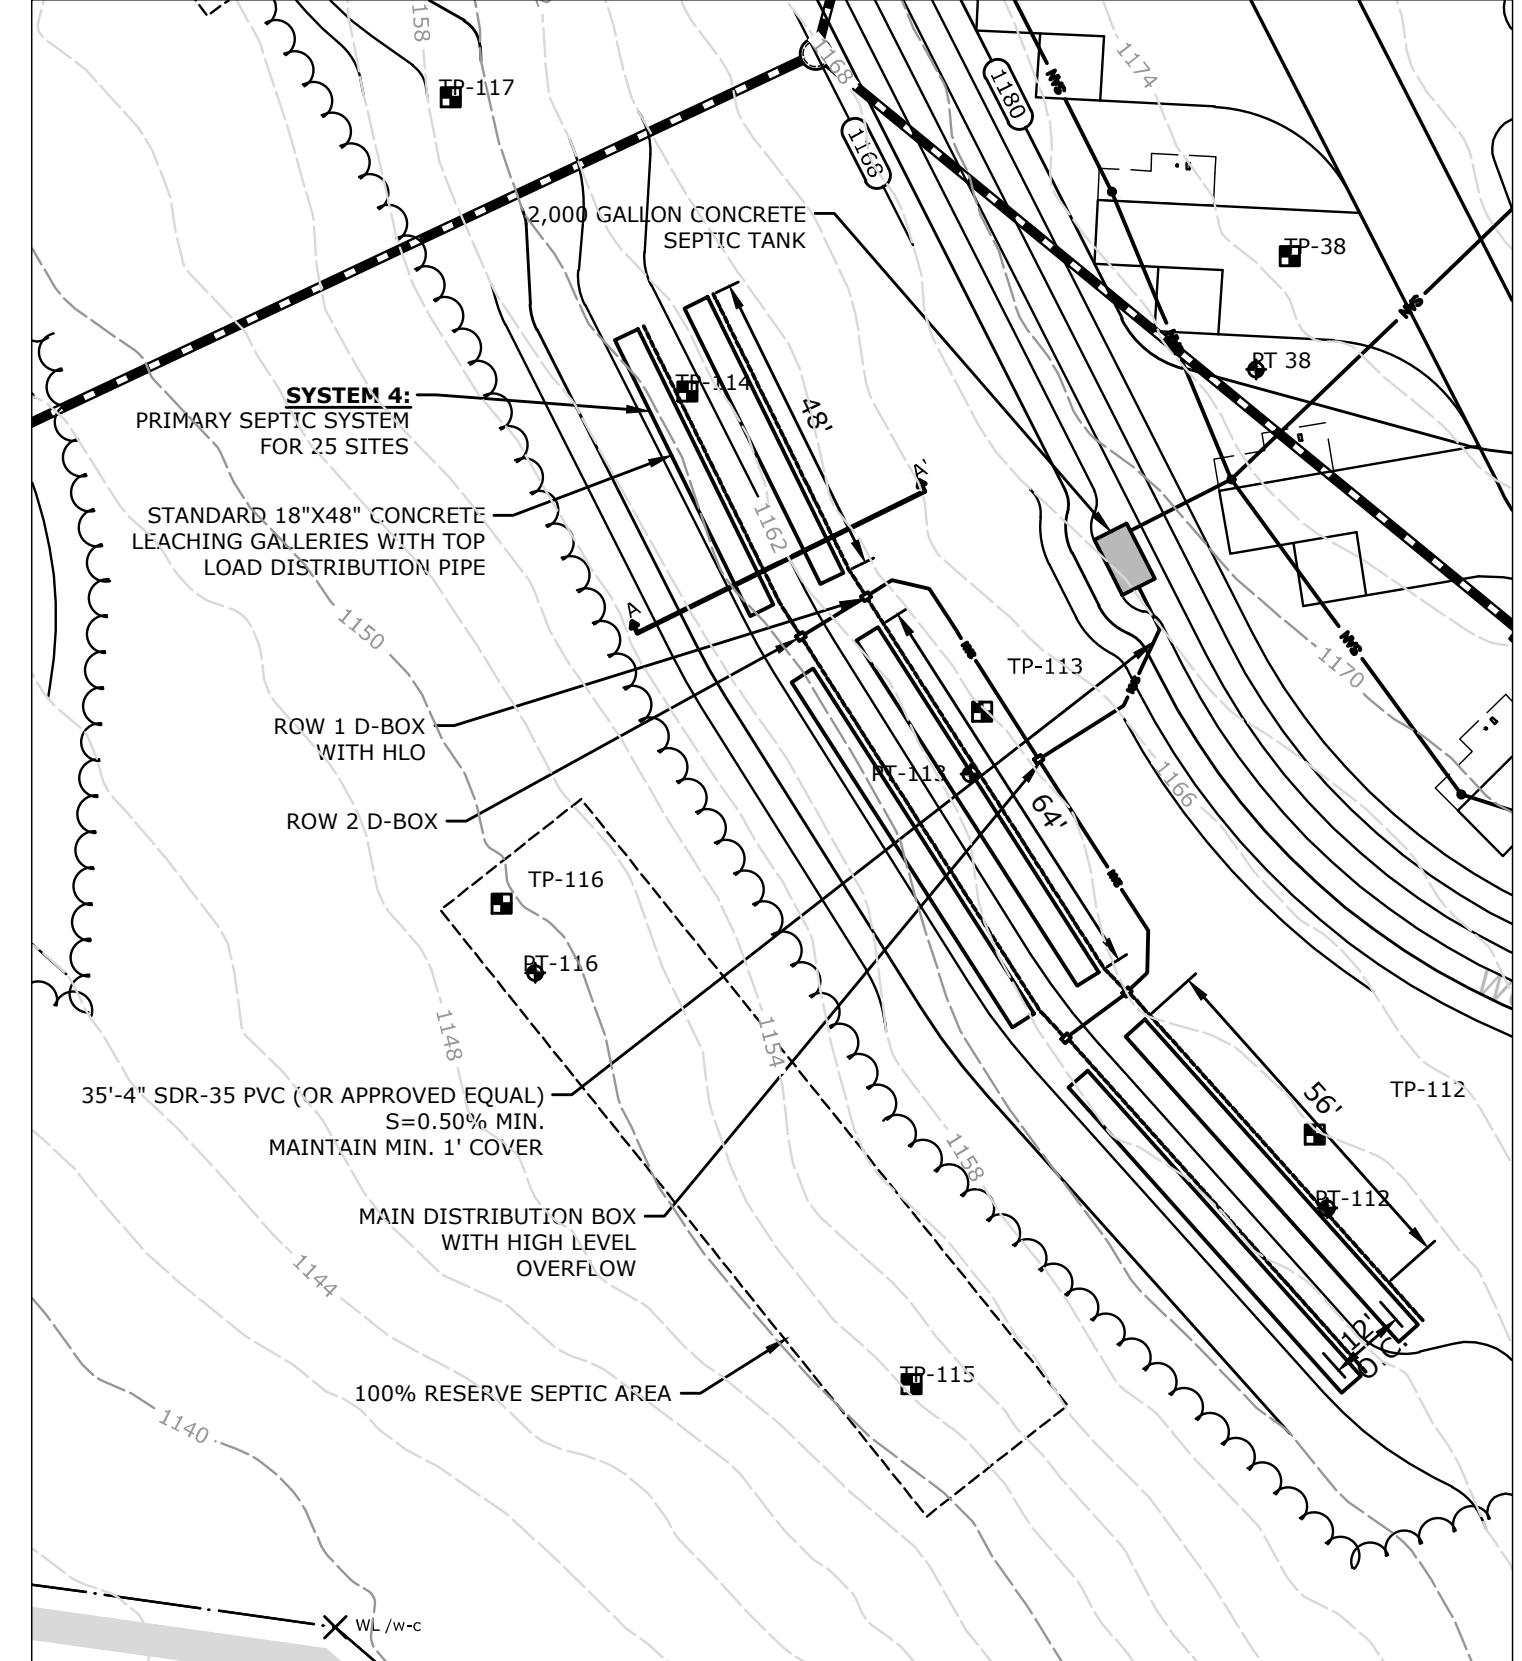 1158
1168
1174
1180
TP-117
1168
2,000 GALLON CONCRETE
SEPTIC TANK
TP-38
PT 38
SYSTEM 4:
PRIMARY SEPTIC SYSTEM
FOR 25 SITES
TP-114
48'
STANDARD 18"X48" CONCRETE
LEACHING GALLERIES WITH TOP
LOAD DISTRIBUTION PIPE
A'
1162
A
1150
1170
TP-113
ROW 1 D-BOX
WITH HLO
PT-113
64'
1166
ROW 2 D-BOX
TP-116
PT-116
W
1148
1154
35'-4" SDR-35 PVC (OR APPROVED EQUAL)
S=0.50% MIN.
MAINTAIN MIN. 1' COVER
56'
TP-112
1158
PT-112
MAIN DISTRIBUTION BOX
WITH HIGH LEVEL
OVERFLOW
1144
12'
O.C.
100% RESERVE SEPTIC AREA
TP-115
1140
WL /w-c